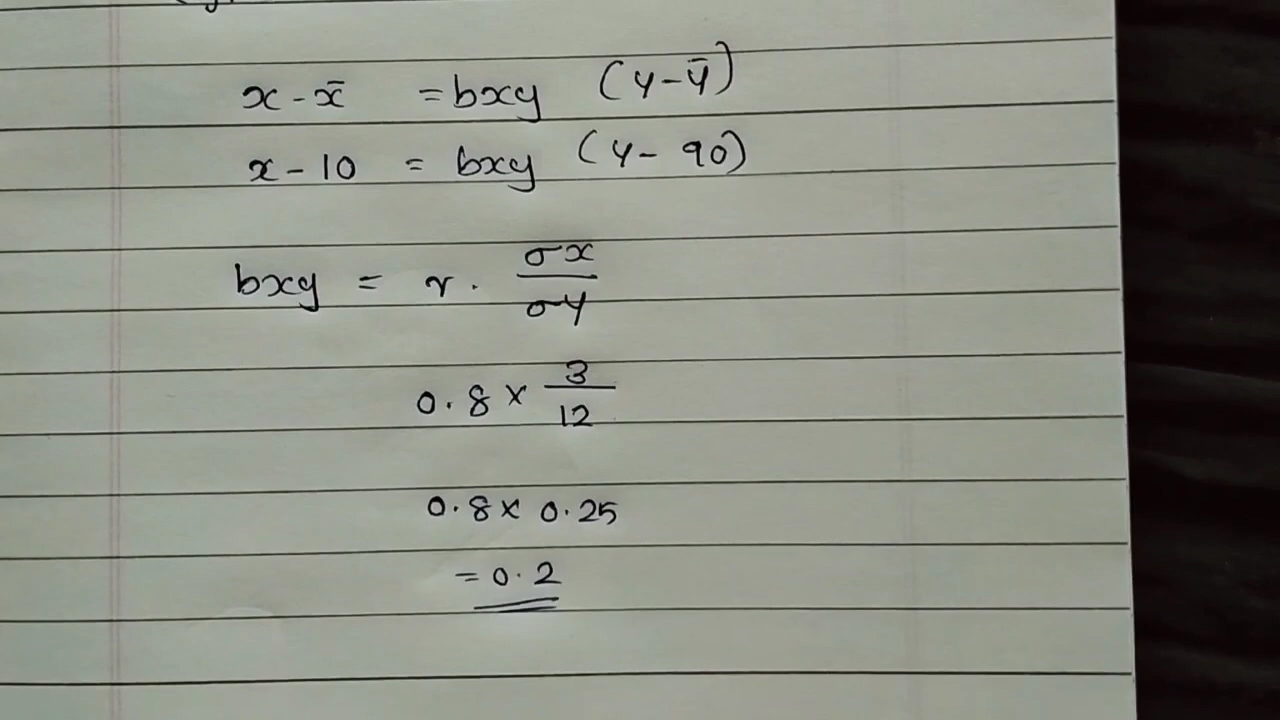 x - x̄ = bxy (y - ȳ)
x - 10 = bxy (y - 90)
bxy = r. σx/σy
0.8 × 3/12
0.8 × 0.25
= 0.2